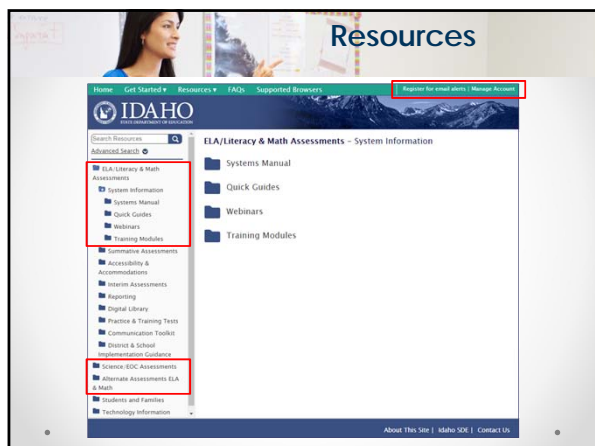 Resources
Home Get Started ▾ Resources ▾ FAQs Supported Browsers
Register for email alerts | Manage Account
IDAHO
STATE DEPARTMENT OF EDUCATION
Search Resources
Advanced Search
ELA/Literacy & Math
Assessments
System Information
Systems Manual
Quick Guides
Webinars
Training Modules
Summative Assessments
Accessibility &
Accommodations
Interim Assessments
Reporting
Digital Library
Practice & Training Tests
Communication Toolkit
District & School
Implementation Guidance
Science/EOC Assessments
Alternate Assessments ELA
& Math
Students and Families
Technology Information
ELA/Literacy & Math Assessments - System Information
Systems Manual
Quick Guides
Webinars
Training Modules
About This Site | Idaho SDE | Contact Us